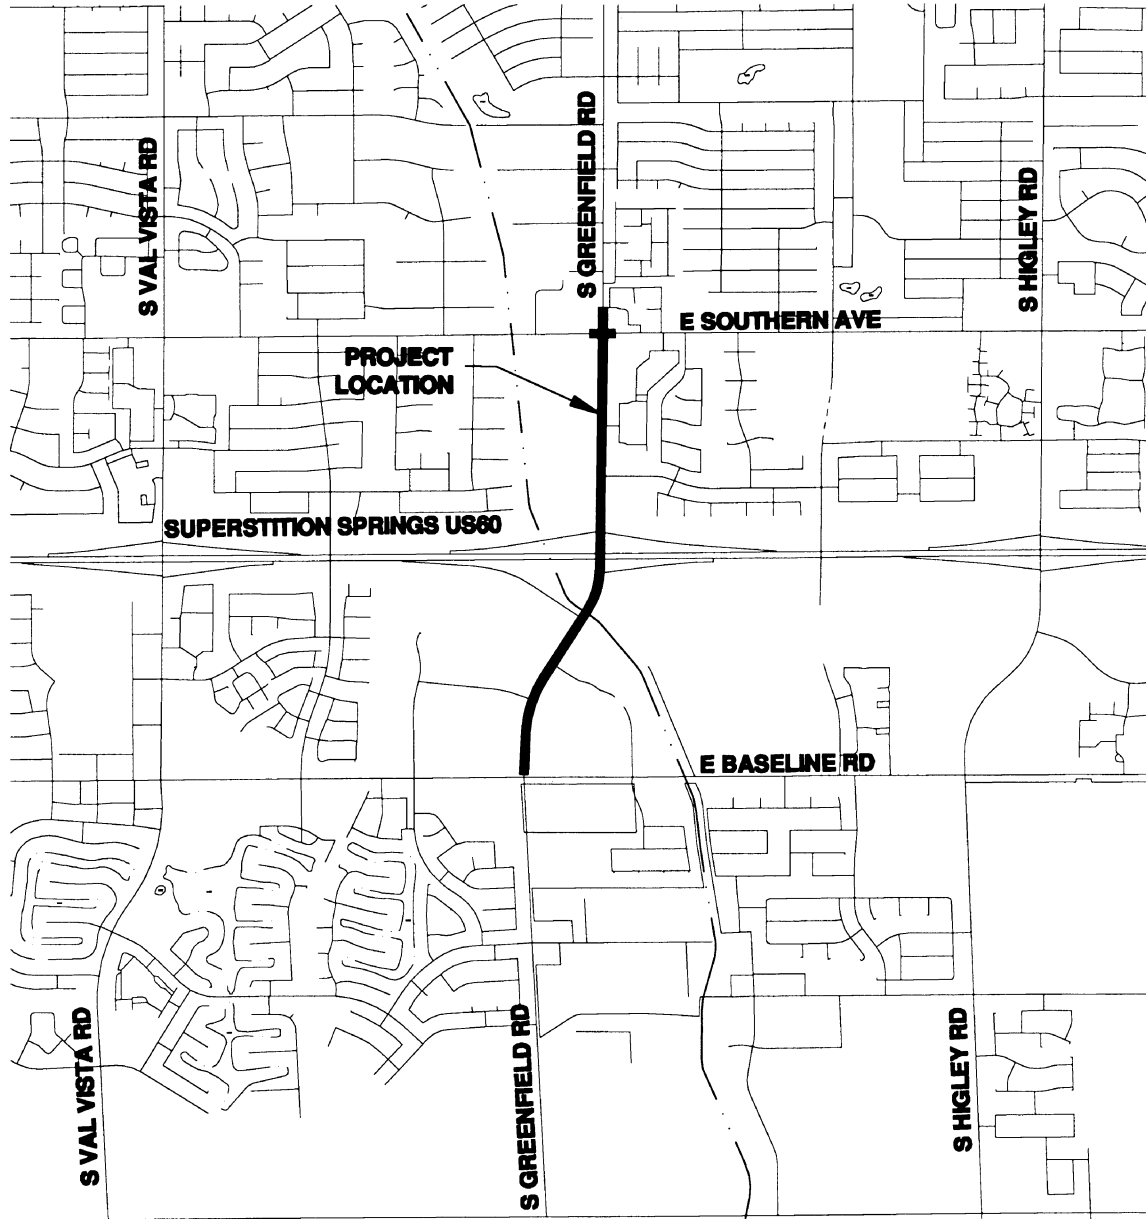 S VAL VISTA RD
S GREENFIELD RD
S HIGLEY RD
E SOUTHERN AVE
PROJECT
LOCATION
SUPERSTITION SPRINGS US60
E BASELINE RD
S VAL VISTA RD
S GREENFIELD RD
S HIGLEY RD